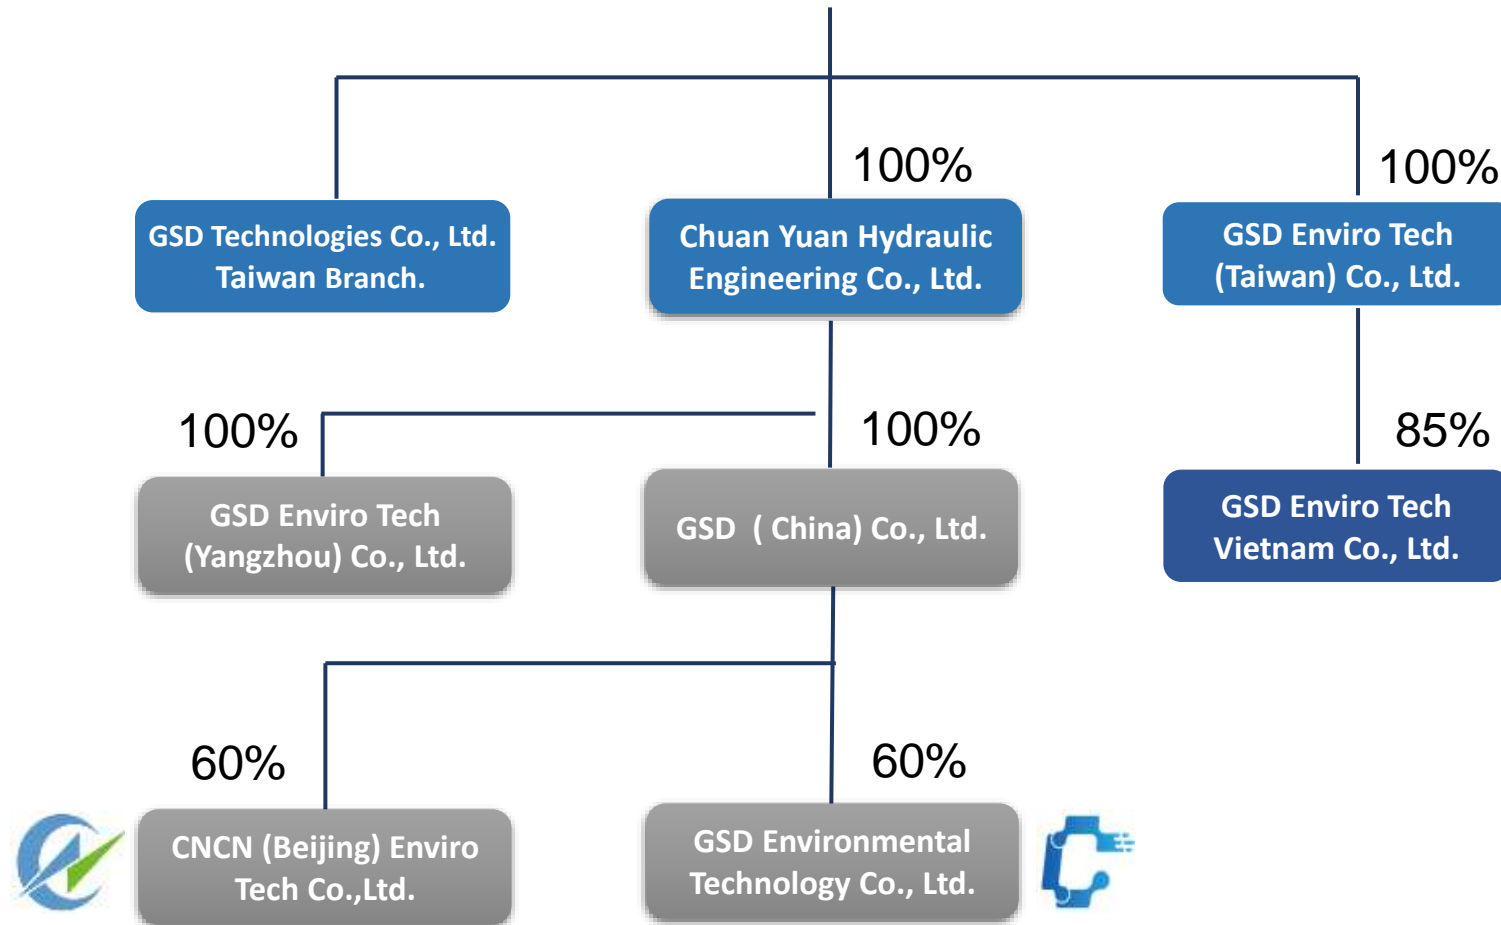 100%
100%
GSD Technologies Co., Ltd.
Taiwan Branch.
Chuan Yuan Hydraulic
Engineering Co., Ltd.
GSD Enviro Tech
(Taiwan) Co., Ltd.
100%
100%
85%
GSD Enviro Tech
(Yangzhou) Co., Ltd.
GSD ( China) Co., Ltd.
GSD Enviro Tech
Vietnam Co., Ltd.
60%
60%
CNCN (Beijing) Enviro
Tech Co.,Ltd.
GSD Environmental
Technology Co., Ltd.